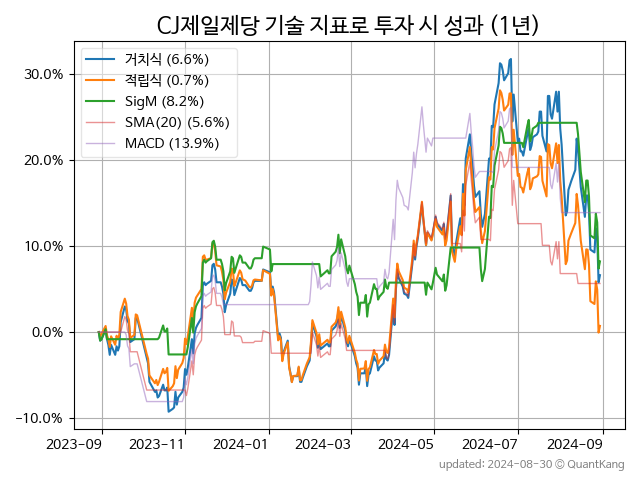 CJ제일제당 기술 지표로 투자 시 성과 (1년)
거치식 (6.6%)
적립식 (0.7%)
SigM (8.2%)
SMA(20) (5.6%)
MACD (13.9%)
30.0%
20.0%
10.0%
0.0%
−10.0%
2023-09 2023-11 2024-01 2024-03 2024-05 2024-07 2024-09
updated: 2024-08-30 © QuantKang